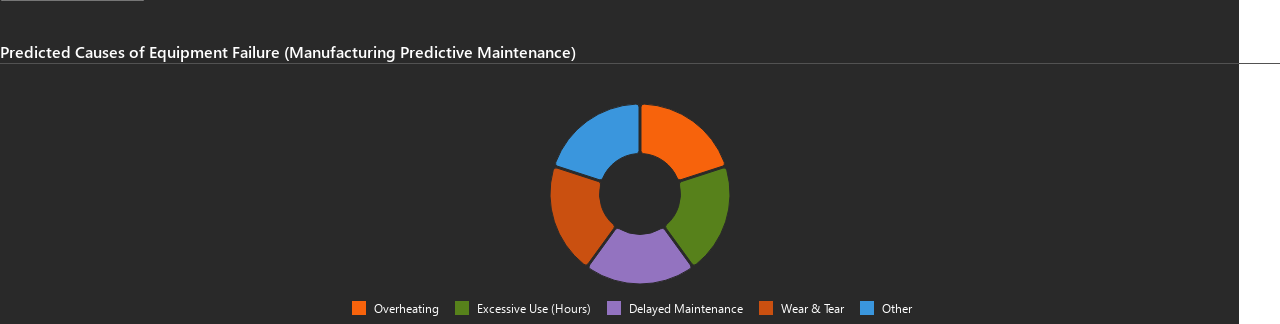 Predicted Causes of Equipment Failure (Manufacturing Predictive Maintenance)
Overheating Excessive Use (Hours) Delayed Maintenance Wear & Tear Other